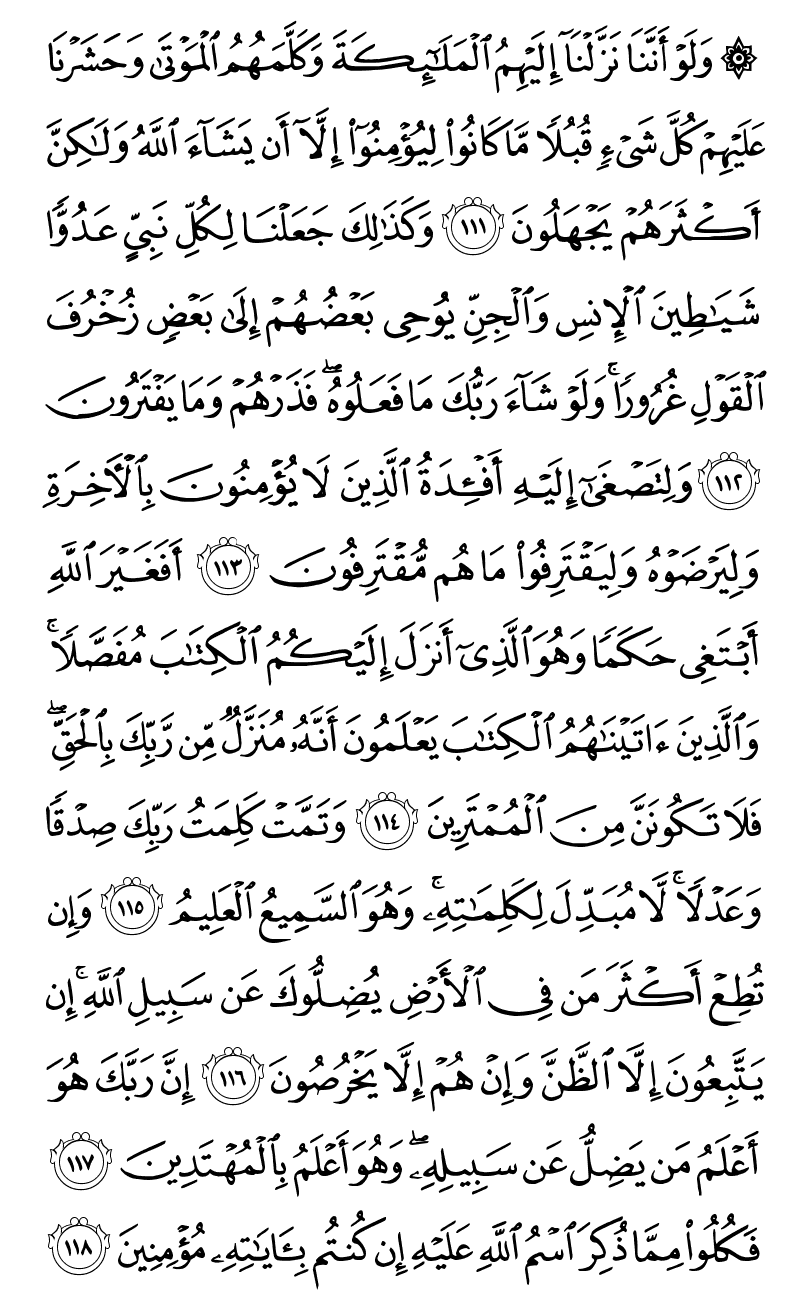 ۞ وَلَوْ أَنَّنَا نَزَّلْنَآ إِلَيْهِمُ ٱلْمَلَـٰٓئِكَةَ وَكَلَّمَهُمُ ٱلْمَوْتَىٰ وَحَشَرْنَا
عَلَيْهِمْ كُلَّ شَىْءٍ قُبُلًا مَّا كَانُوا۟ لِيُؤْمِنُوٓا۟ إِلَّآ أَن يَشَآءَ ٱللَّهُ وَلَـٰكِنَّ
أَكْثَرَهُمْ يَجْهَلُونَ ١١١ وَكَذَٰلِكَ جَعَلْنَا لِكُلِّ نَبِىٍّ عَدُوًّا
شَيَـٰطِينَ ٱلْإِنسِ وَٱلْجِنِّ يُوحِى بَعْضُهُمْ إِلَىٰ بَعْضٍ زُخْرُفَ
ٱلْقَوْلِ غُرُورًا ۚ وَلَوْ شَآءَ رَبُّكَ مَا فَعَلُوهُ ۖ فَذَرْهُمْ وَمَا يَفْتَرُونَ
١١٢ وَلِتَصْغَىٰٓ إِلَيْهِ أَفْـِٔدَةُ ٱلَّذِينَ لَا يُؤْمِنُونَ بِٱلْـَٔاخِرَةِ
وَلِيَرْضَوْهُ وَلِيَقْتَرِفُوا۟ مَا هُم مُّقْتَرِفُونَ ١١٣ أَفَغَيْرَ ٱللَّهِ
أَبْتَغِى حَكَمًا وَهُوَ ٱلَّذِىٓ أَنزَلَ إِلَيْكُمُ ٱلْكِتَـٰبَ مُفَصَّلًا ۚ
وَٱلَّذِينَ ءَاتَيْنَـٰهُمُ ٱلْكِتَـٰبَ يَعْلَمُونَ أَنَّهُۥ مُنَزَّلٌ مِّن رَّبِّكَ بِٱلْحَقِّ ۖ
فَلَا تَكُونَنَّ مِنَ ٱلْمُمْتَرِينَ ١١٤ وَتَمَّتْ كَلِمَتُ رَبِّكَ صِدْقًا
وَعَدْلًا ۚ لَّا مُبَدِّلَ لِكَلِمَـٰتِهِۦ ۚ وَهُوَ ٱلسَّمِيعُ ٱلْعَلِيمُ ١١٥ وَإِن
تُطِعْ أَكْثَرَ مَن فِى ٱلْأَرْضِ يُضِلُّوكَ عَن سَبِيلِ ٱللَّهِ ۚ إِن
يَتَّبِعُونَ إِلَّا ٱلظَّنَّ وَإِنْ هُمْ إِلَّا يَخْرُصُونَ ١١٦ إِنَّ رَبَّكَ هُوَ
أَعْلَمُ مَن يَضِلُّ عَن سَبِيلِهِۦ ۖ وَهُوَ أَعْلَمُ بِٱلْمُهْتَدِينَ ١١٧
فَكُلُوا۟ مِمَّا ذُكِرَ ٱسْمُ ٱللَّهِ عَلَيْهِ إِن كُنتُم بِـَٔايَـٰتِهِۦ مُؤْمِنِينَ ١١٨